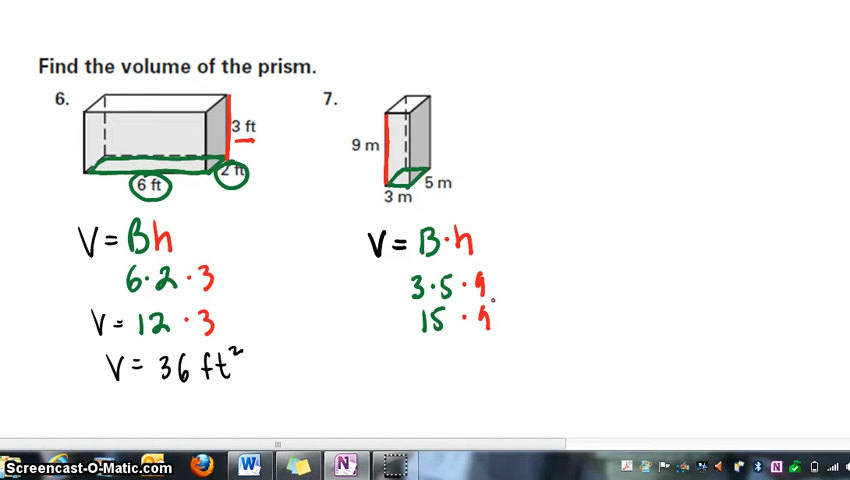 Find the volume of the prism.
6.
3 ft
2 ft
6 ft
V = Bh
6·2·3
V = 12·3
V = 36 ft²
7.
9 m
5 m
3 m
V = B·h
3·5·9
15·9
Screencast-O-Matic.com